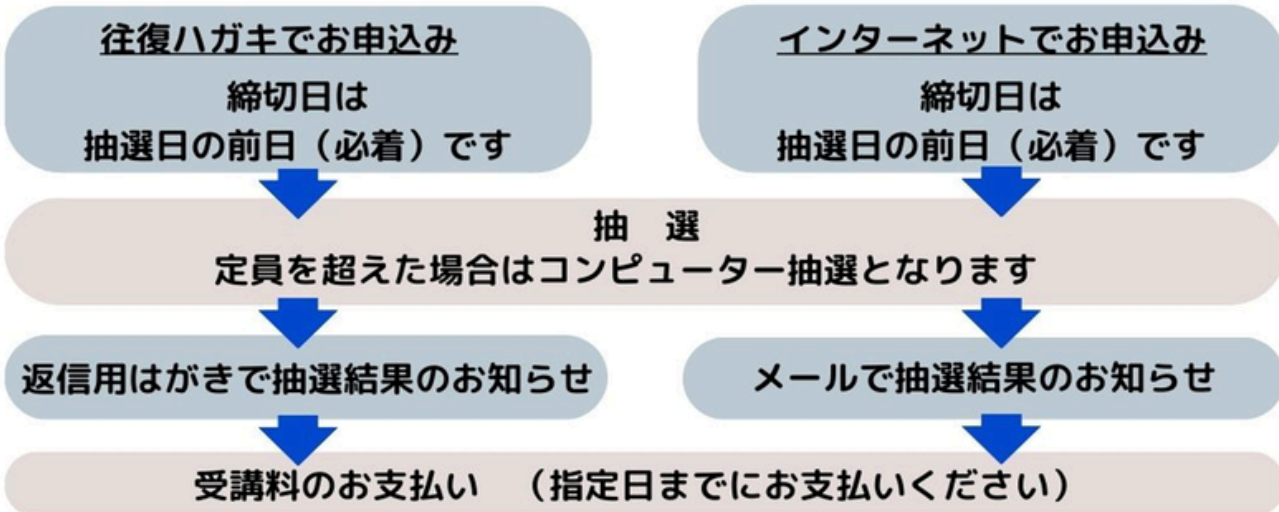 往復ハガキでお申込み
締切日は
抽選日の前日（必着）です
インターネットでお申込み
締切日は
抽選日の前日（必着）です
抽　選
定員を超えた場合はコンピューター抽選となります
返信用はがきで抽選結果のお知らせ
メールで抽選結果のお知らせ
受講料のお支払い　（指定日までにお支払いください）